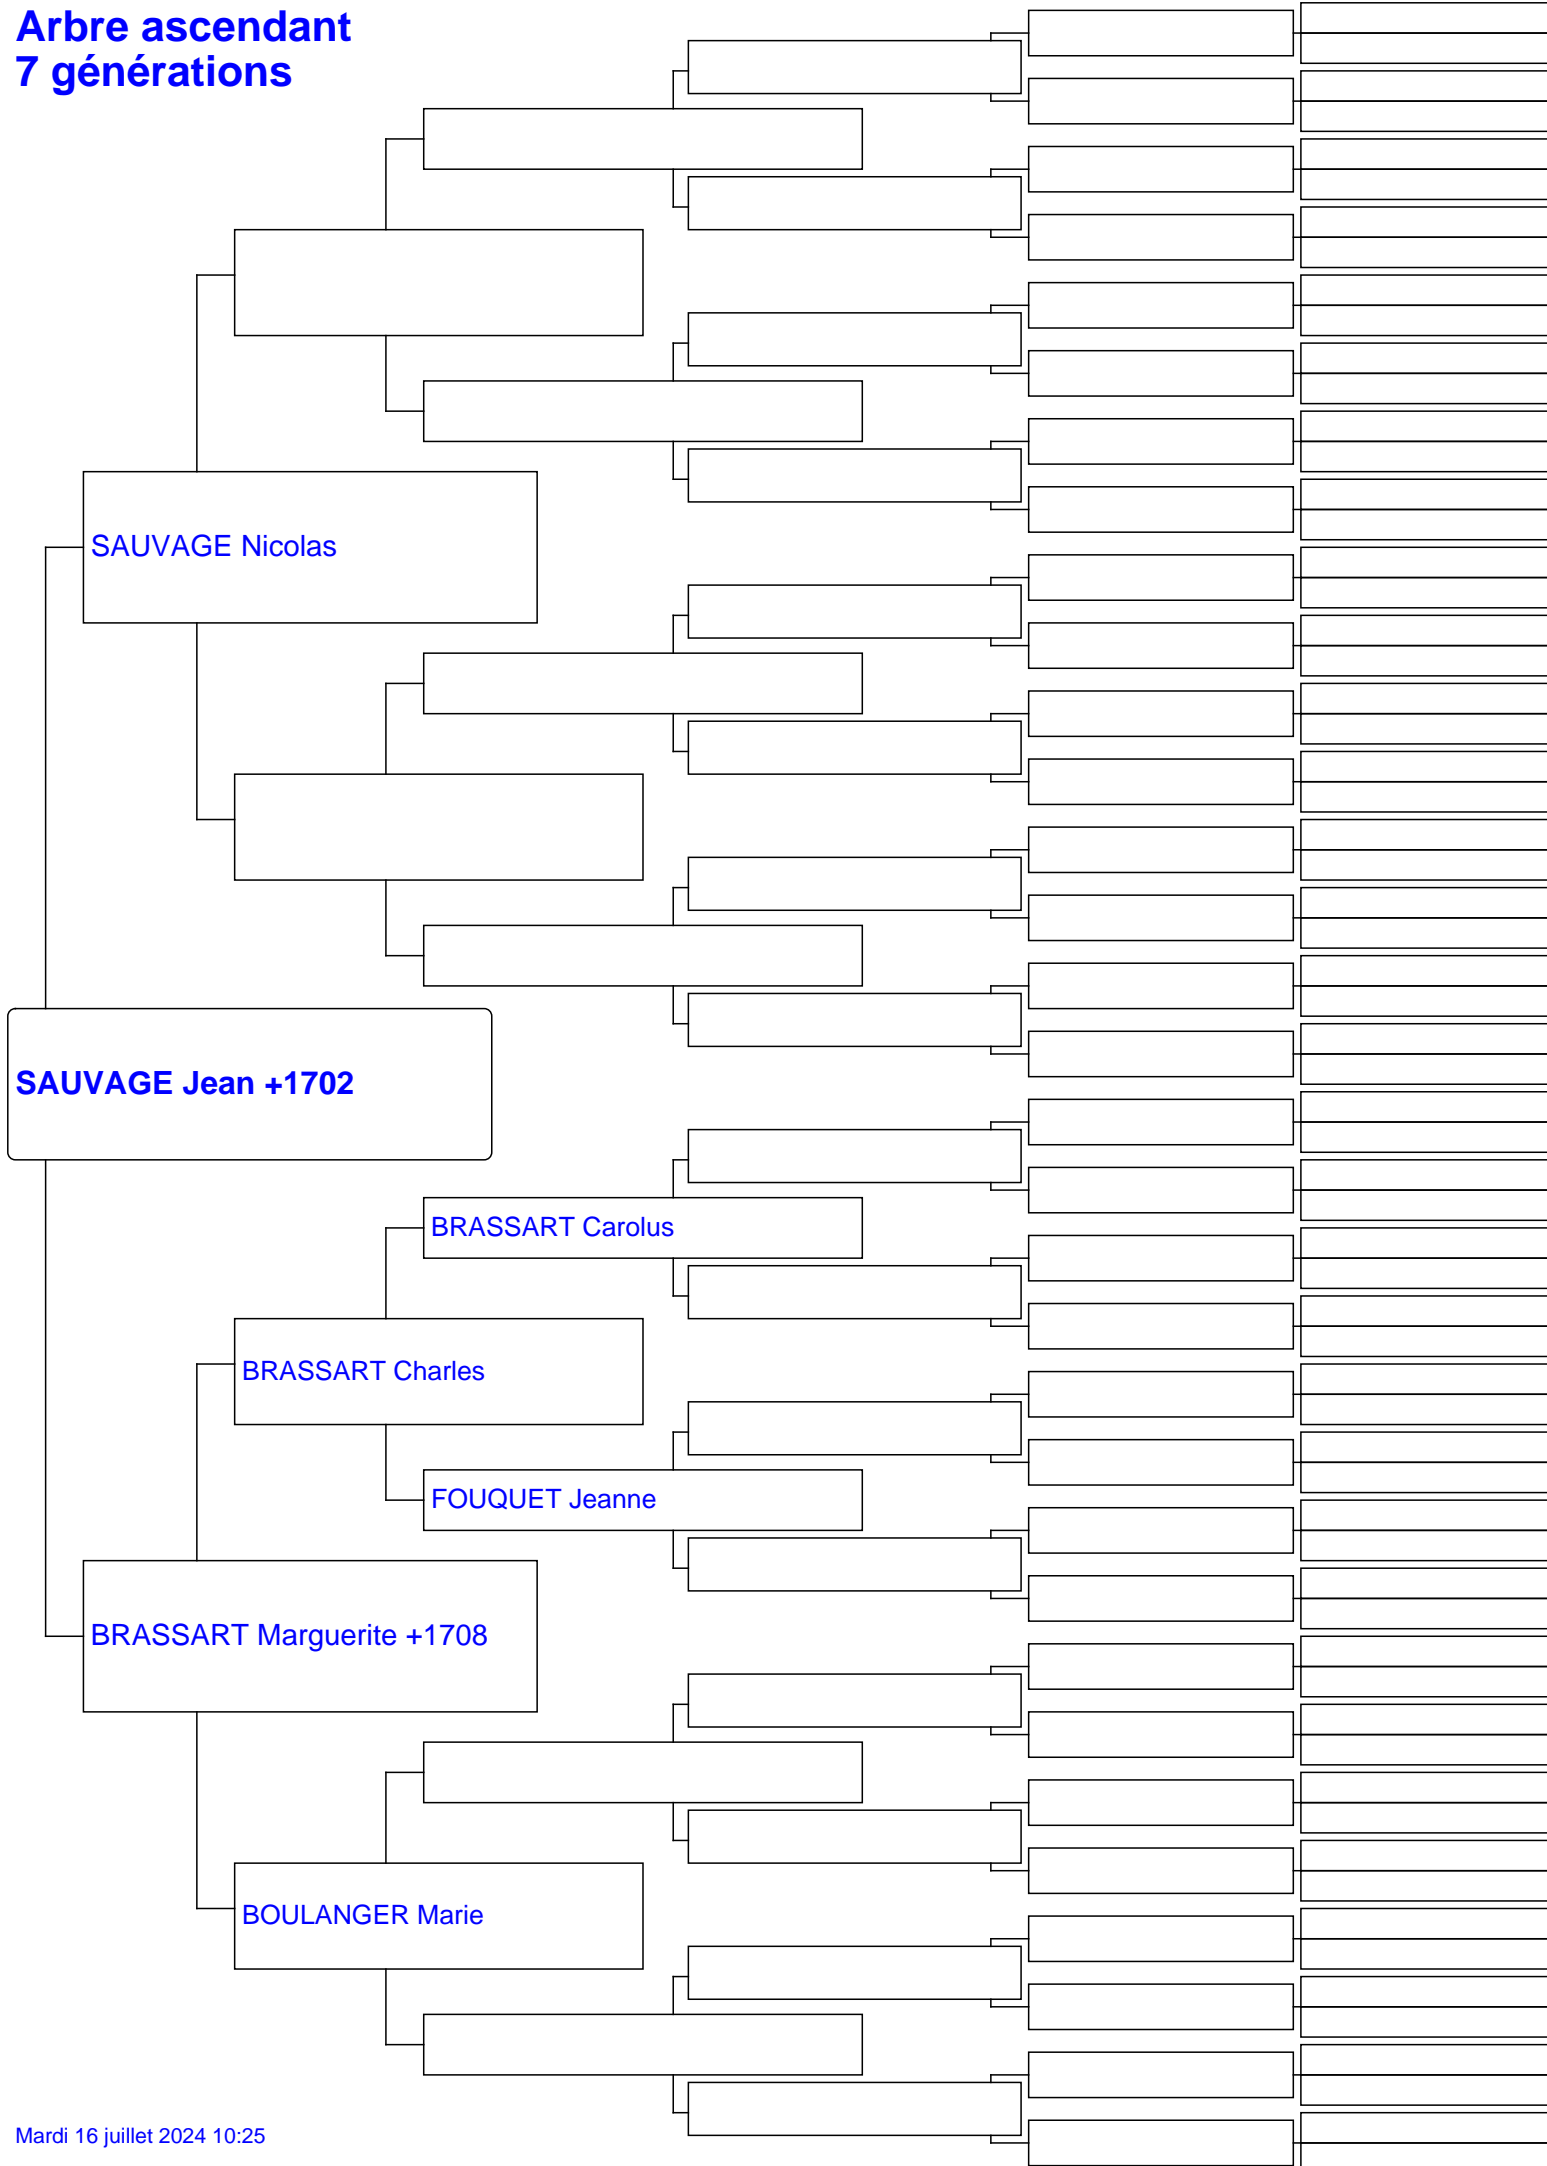 Arbre ascendant
7 générations
SAUVAGE Nicolas
SAUVAGE Jean +1702
BRASSART Carolus
BRASSART Charles
FOUQUET Jeanne
BRASSART Marguerite +1708
BOULANGER Marie
Mardi 16 juillet 2024 10:25